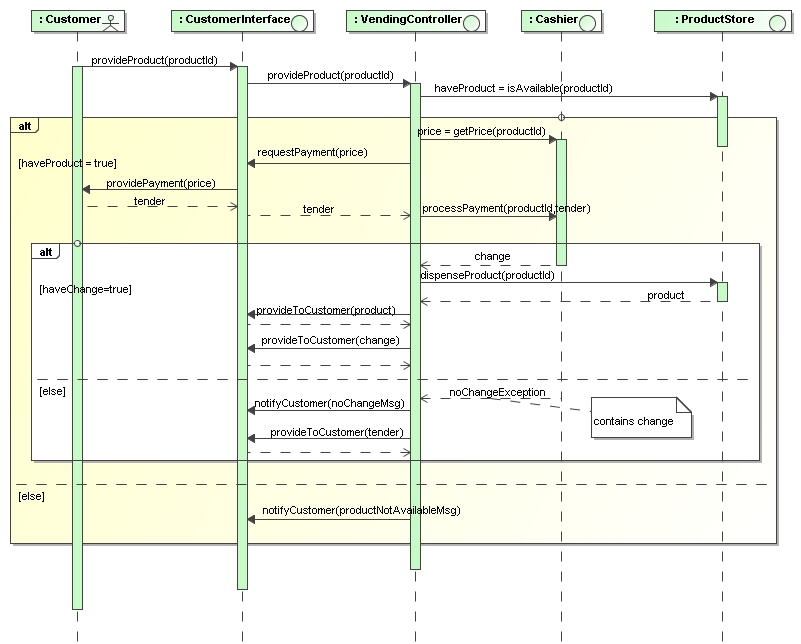 : Customer
: CustomerInterface
: VendingController
: Cashier
: ProductStore
provideProduct(productId)
provideProduct(productId)
haveProduct = isAvailable(productId)
alt
price = getPrice(productId)
requestPayment(price)
[haveProduct = true]
providePayment(price)
tender
tender
processPayment(productId,tender)
alt
change
dispenseProduct(productId)
[haveChange=true]
product
provideToCustomer(product)
provideToCustomer(change)
[else]
noChangeException
notifyCustomer(noChangeMsg)
contains change
provideToCustomer(tender)
[else]
notifyCustomer(productNotAvailableMsg)